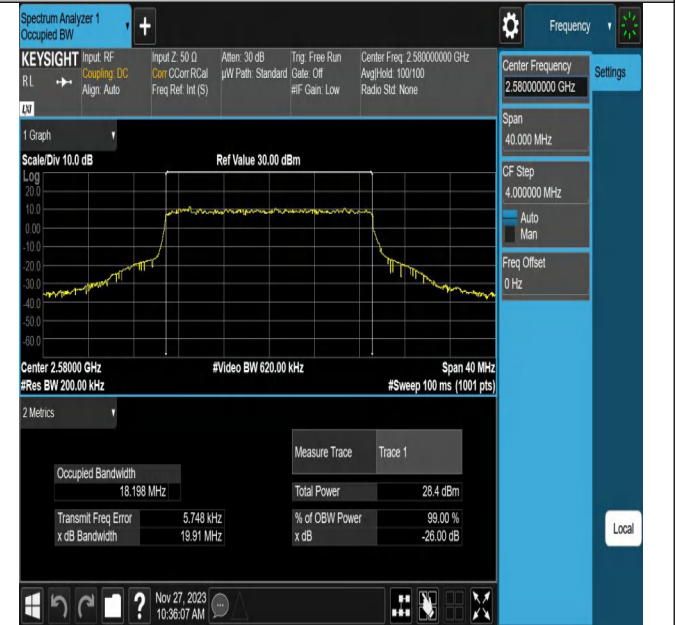 Spectrum Analyzer 1
Occupied BW
+
Frequency
KEYSIGHT
R L
LXI
Input: RF
Coupling: DC
Align: Auto
Input Z: 50 Ω
Corr CCorr RCal
Freq Ref: Int (S)
Atten: 30 dB
µW Path: Standard
Trig: Free Run
Gate: Off
#IF Gain: Low
Center Freq: 2.580000000 GHz
Avg|Hold: 100/100
Radio Std: None
Center Frequency
2.580000000 GHz
Settings
Span
40.000 MHz
CF Step
4.000000 MHz
Auto
Man
Freq Offset
0 Hz
1 Graph
Scale/Div 10.0 dB
Ref Value 30.00 dBm
Log
20.0
10.0
0.00
-10.0
-20.0
-30.0
-40.0
-50.0
-60.0
Center 2.58000 GHz
#Video BW 620.00 kHz
Span 40 MHz
#Res BW 200.00 kHz
#Sweep 100 ms (1001 pts)
2 Metrics
Measure Trace
Trace 1
Occupied Bandwidth
18.198 MHz
Total Power
28.4 dBm
Transmit Freq Error
5.748 kHz
% of OBW Power
99.00 %
x dB Bandwidth
19.91 MHz
x dB
-26.00 dB
Local
?
Nov 27, 2023
10:36:07 AM